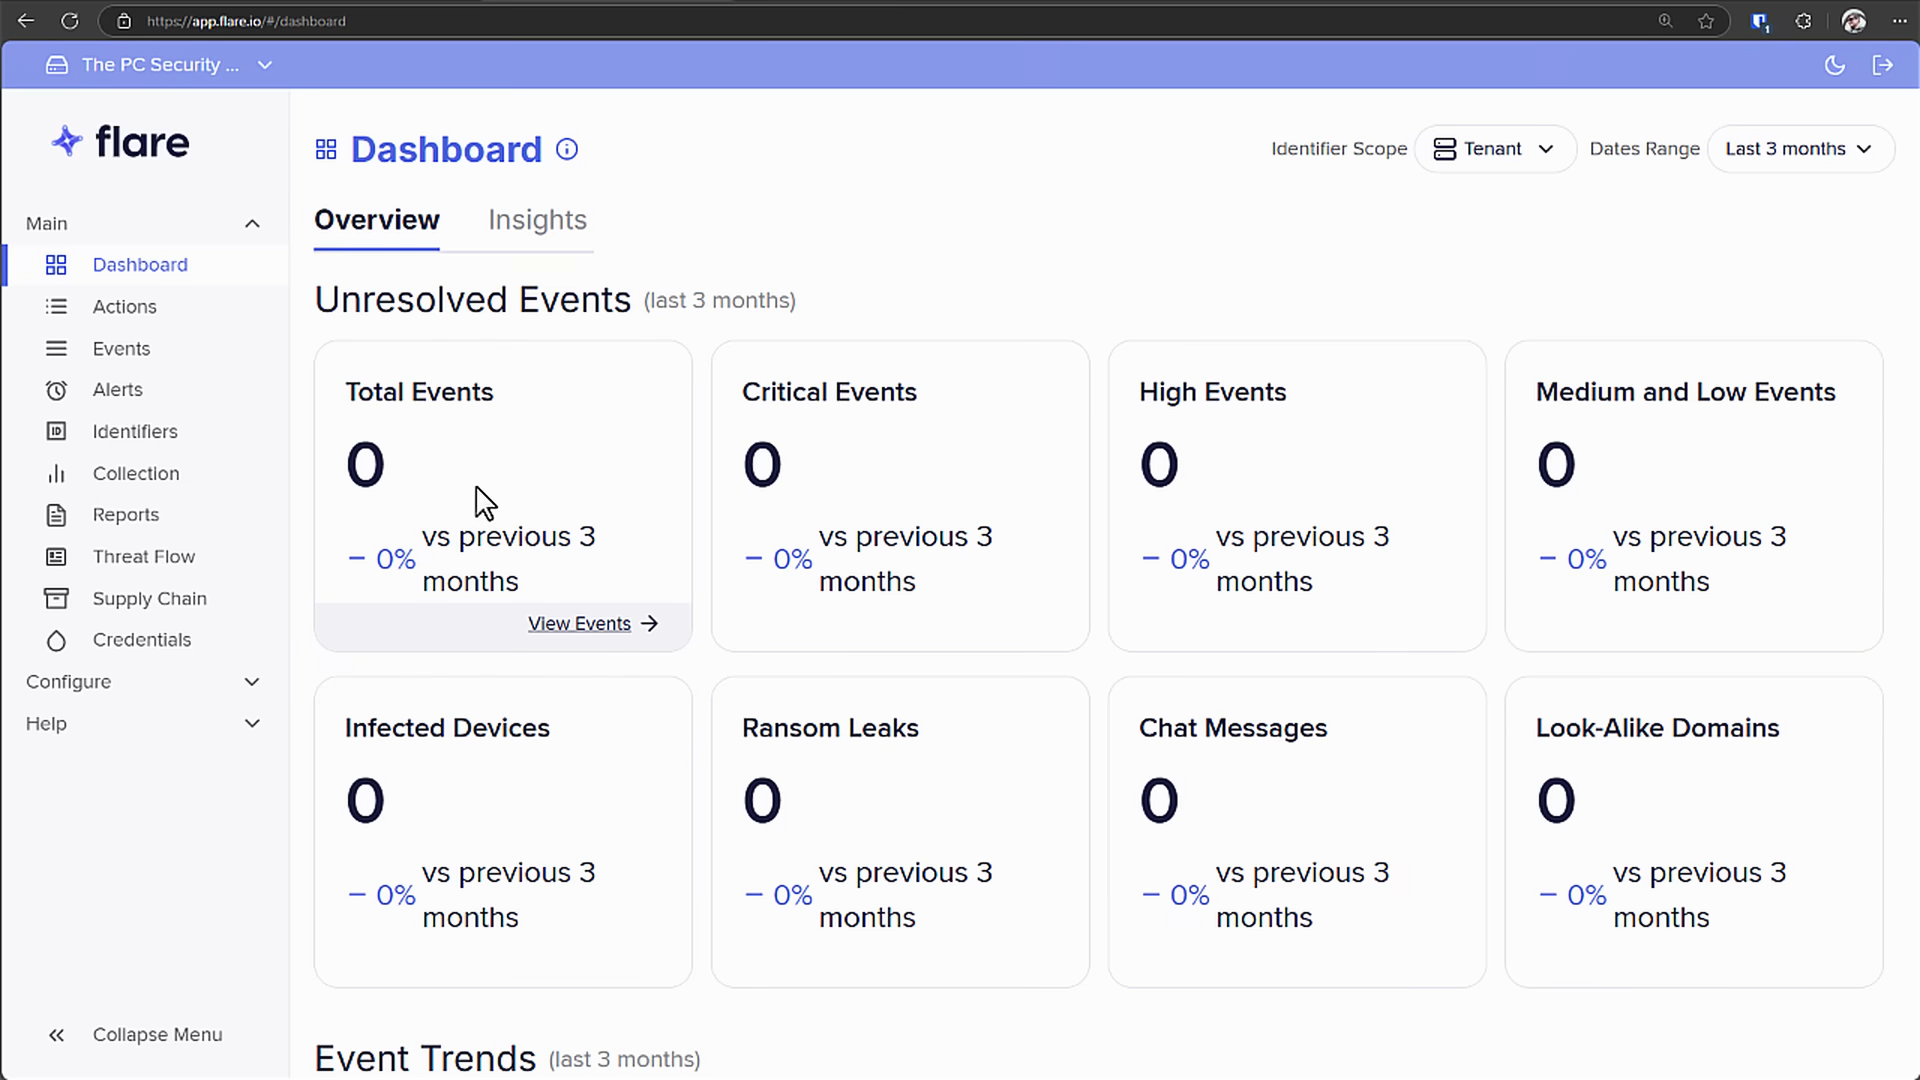 https://app.flare.io/#/dashboard
The PC Security ...
flare
Main
Dashboard
Actions
Events
Alerts
Identifiers
Collection
Reports
Threat Flow
Supply Chain
Credentials
Configure
Help
Collapse Menu
Dashboard
Identifier Scope Tenant Dates Range Last 3 months
Overview Insights
Unresolved Events (last 3 months)
Total Events
0
– 0% vs previous 3
months
View Events →
Critical Events
0
– 0% vs previous 3
months
High Events
0
– 0% vs previous 3
months
Medium and Low Events
0
– 0% vs previous 3
months
Infected Devices
0
– 0% vs previous 3
months
Ransom Leaks
0
– 0% vs previous 3
months
Chat Messages
0
– 0% vs previous 3
months
Look-Alike Domains
0
– 0% vs previous 3
months
Event Trends (last 3 months)